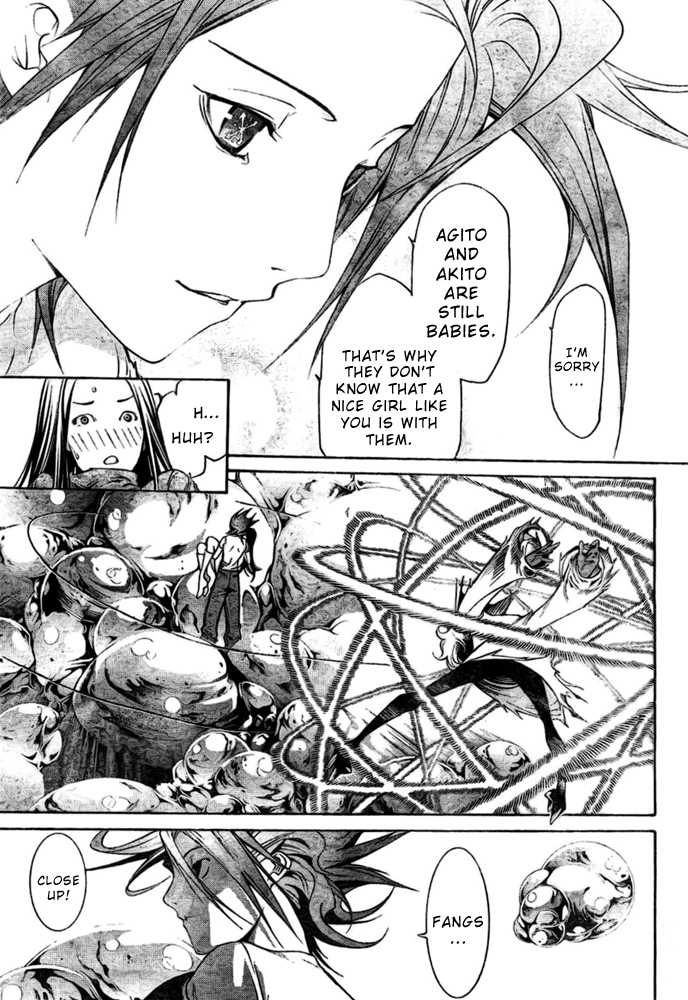 I'M
SORRY
...
AGITO
AND
AKITO
ARE
STILL
BABIES.
THAT'S WHY
THEY DON'T
KNOW THAT A
NICE GIRL LIKE
YOU IS WITH
THEM.
H...
HUH?
FANGS
...
CLOSE
UP!